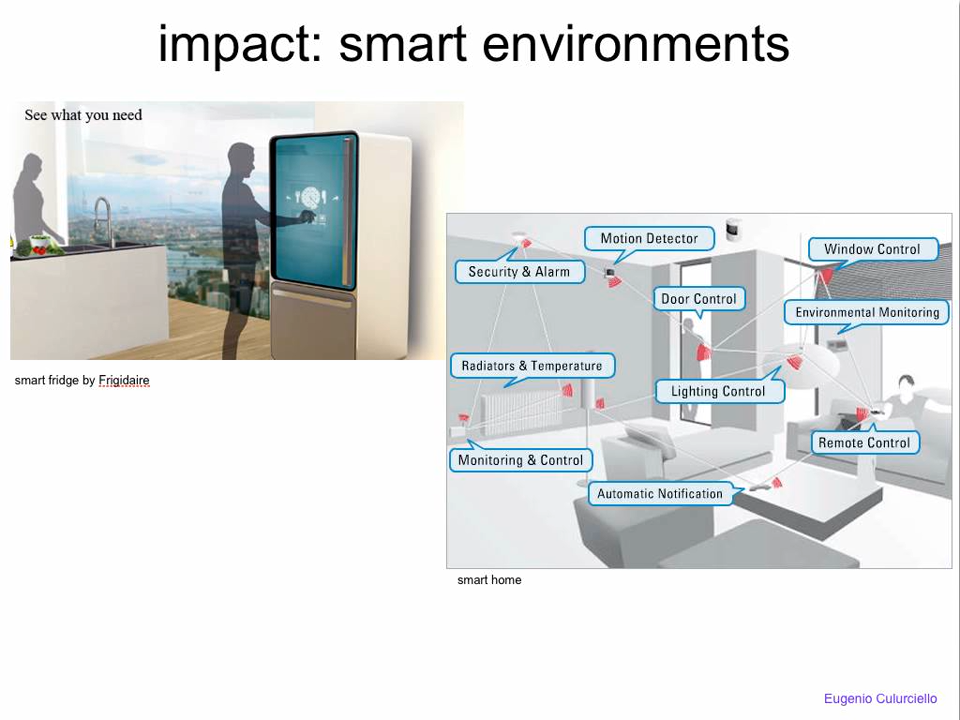 impact: smart environments
See what you need
smart fridge by Frigidaire
Motion Detector
Window Control
Security & Alarm
Door Control
Environmental Monitoring
Radiators & Temperature
Lighting Control
Remote Control
Monitoring & Control
Automatic Notification
smart home
Eugenio Culurciello